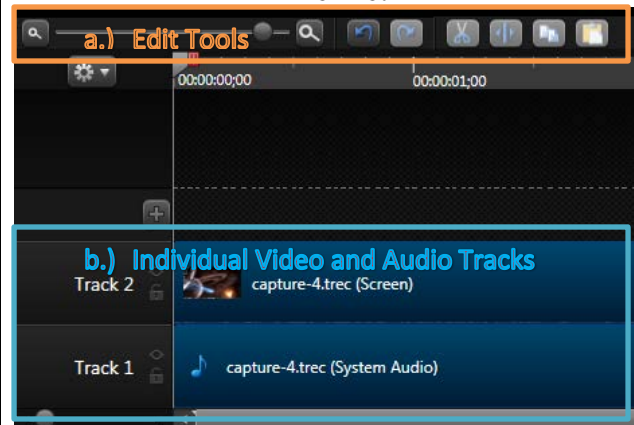 a.) Edit Tools
00:00:00;00 00:00:01;00
b.) Individual Video and Audio Tracks
Track 2 capture-4.trec (Screen)
Track 1 capture-4.trec (System Audio)